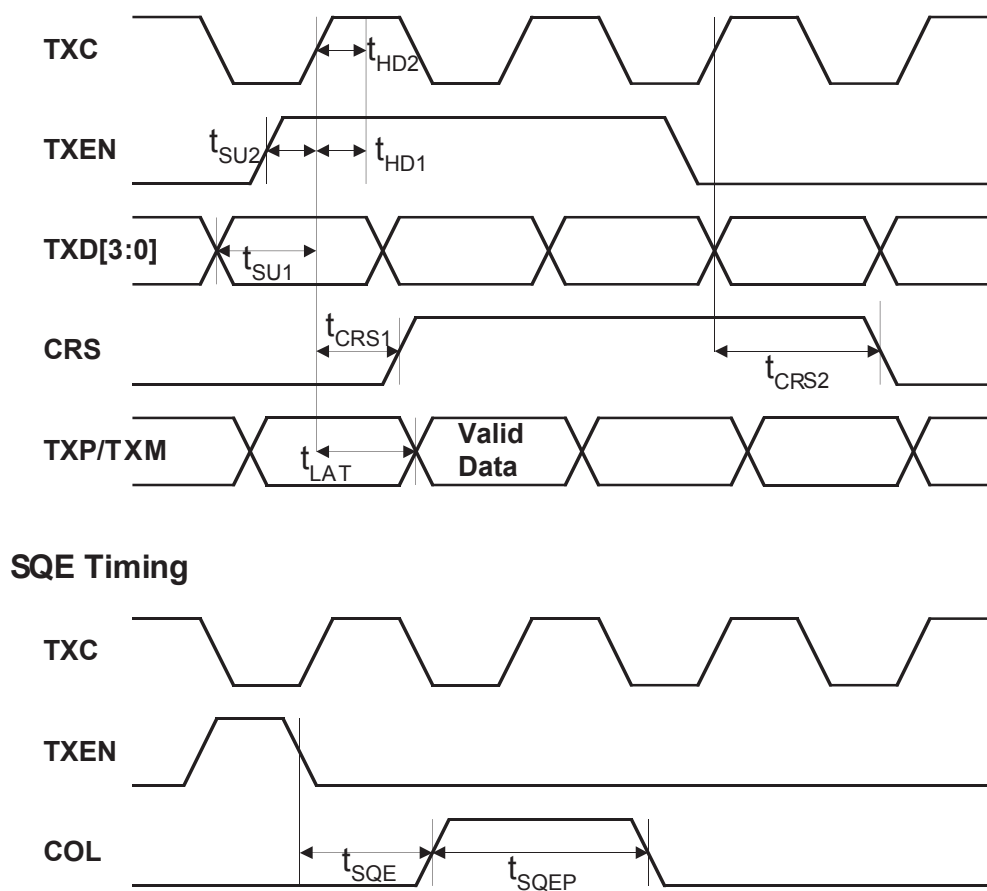 TXC
tHD2
TXEN
tSU2
tHD1
TXD[3:0]
tSU1
CRS
tCRS1
tCRS2
TXP/TXM
tLAT
Valid
Data
SQE Timing
TXC
TXEN
COL
tSQE
tSQEP